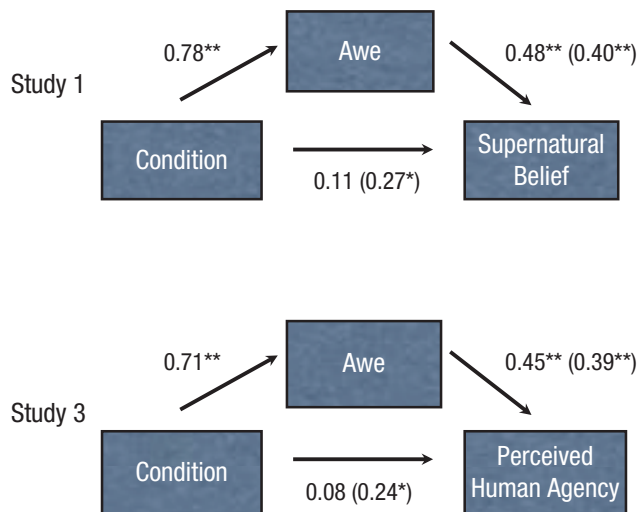 0.78**
Awe
0.48** (0.40**)
Study 1
Condition
Supernatural
Belief
0.11 (0.27*)
0.71**
Awe
0.45** (0.39**)
Study 3
Condition
Perceived
Human Agency
0.08 (0.24*)